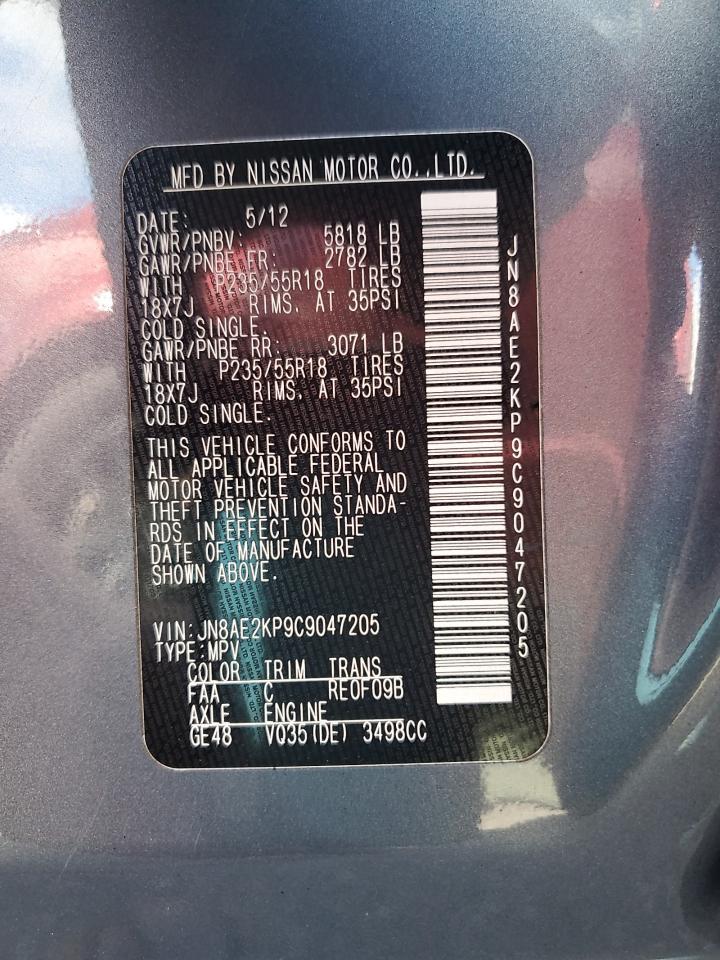 MFD BY NISSAN MOTOR CO.,LTD.
DATE: 5/12
GVWR/PNBV: 5818 LB
GAWR/PNBE FR: 2782 LB
WITH P235/55R18 TIRES
18X7J RIMS. AT 35PSI
COLD SINGLE.
GAWR/PNBE RR: 3071 LB
WITH P235/55R18 TIRES
18X7J RIMS. AT 35PSI
COLD SINGLE.
THIS VEHICLE CONFORMS TO
ALL APPLICABLE FEDERAL
MOTOR VEHICLE SAFETY AND
THEFT PREVENTION STANDA-
RDS IN EFFECT ON THE
DATE OF MANUFACTURE
SHOWN ABOVE.
VIN:JN8AE2KP9C9047205
TYPE:MPV
COLOR TRIM TRANS
FAA C RE0F09B
AXLE ENGINE
GE48 VQ35(DE) 3498CC
JN8AE2KP9C9047205